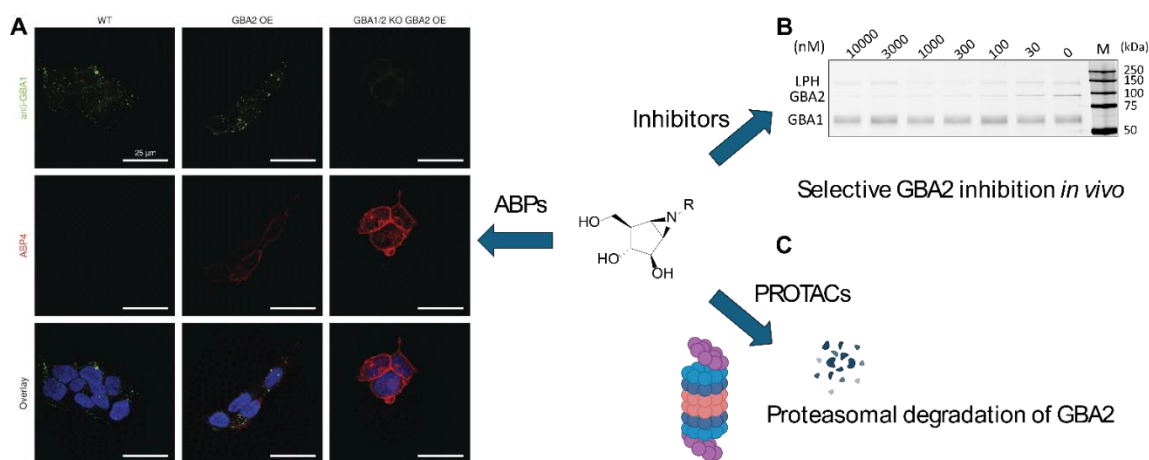 A
WT
GBA2 OE
GBA1/2 KO GBA2 OE
anti-GBA1
25 µm
ABP4
Overlay
ABPs
Inhibitors
PROTACs
HO
N
R
HO
OH
B
(nM)
10000 3000 1000 300 100 30 0 M (kDa)
LPH
GBA2
GBA1
250
150
100
75
50
Selective GBA2 inhibition in vivo
C
Proteasomal degradation of GBA2